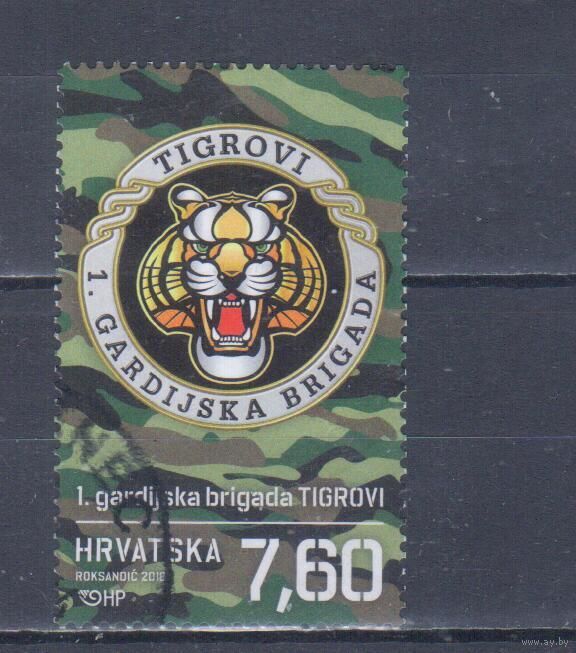 TIGROVI
1. GARDIJSKA BRIGADA
1. gardijska brigada TIGROVI
HRVATSKA 7,60
ROKSANDIĆ 2018
HP
www.ay.by